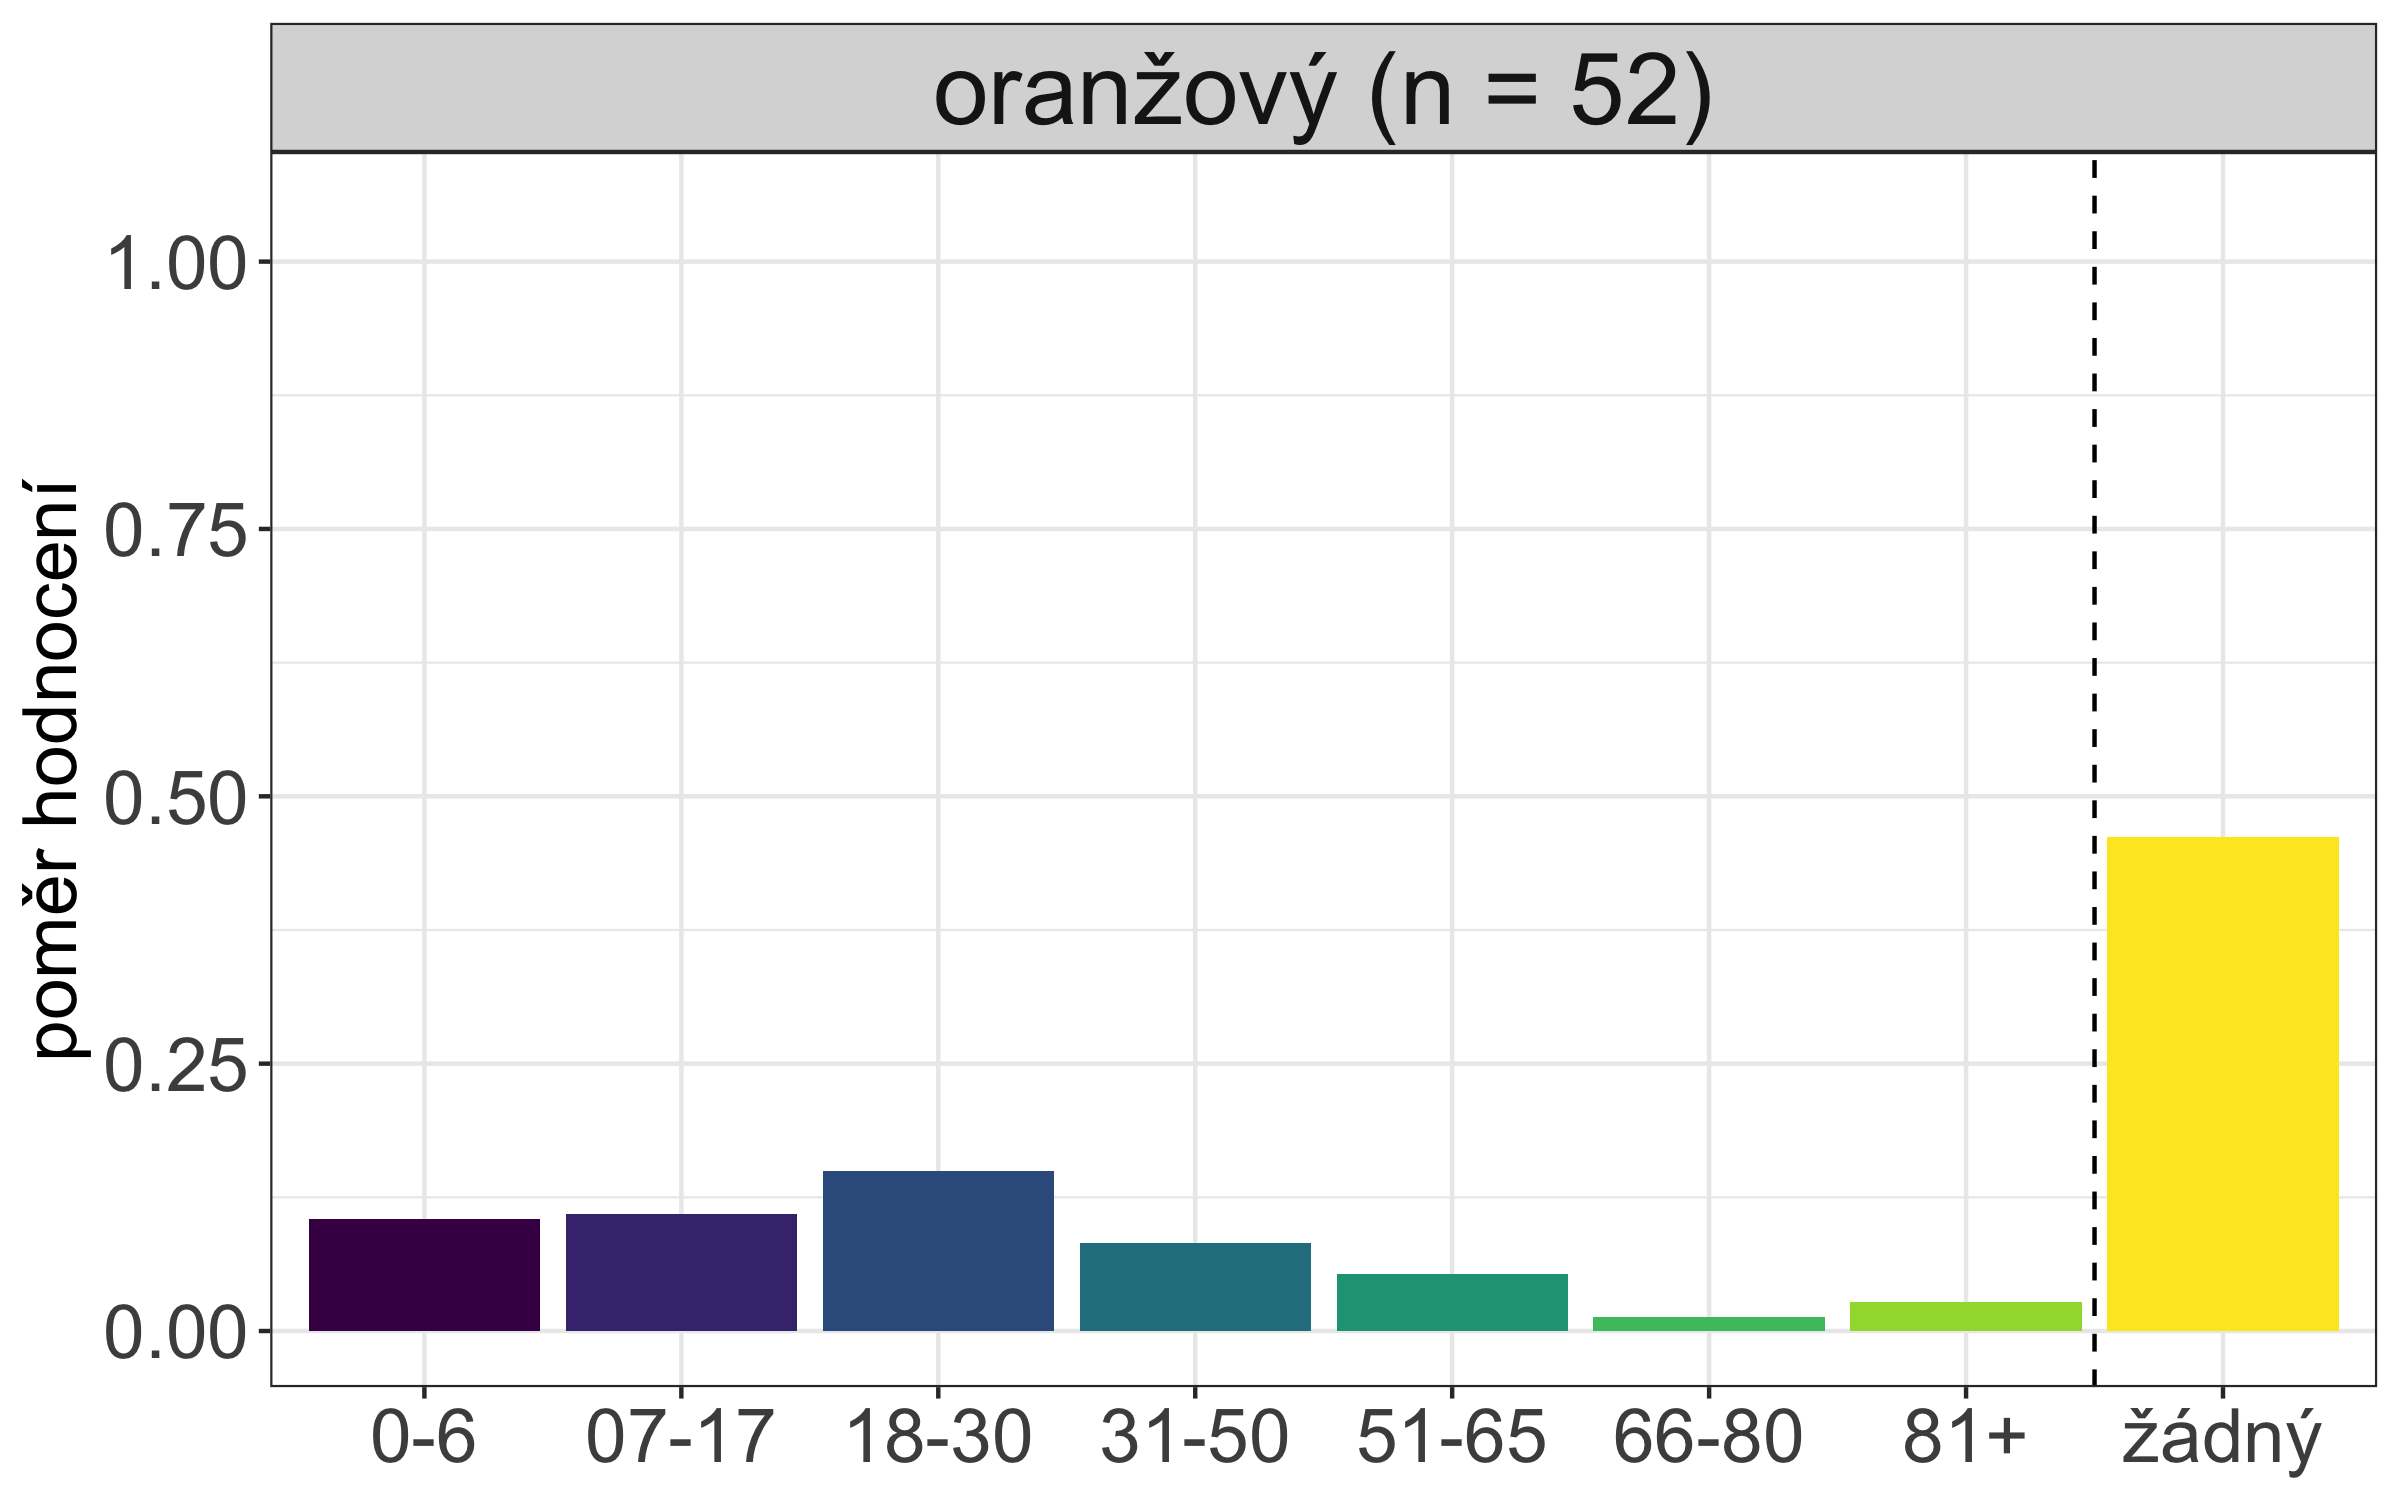 oranžový (n = 52)
poměr hodnocení
1.00
0.75
0.50
0.25
0.00
0-6 07-17 18-30 31-50 51-65 66-80 81+ žádný